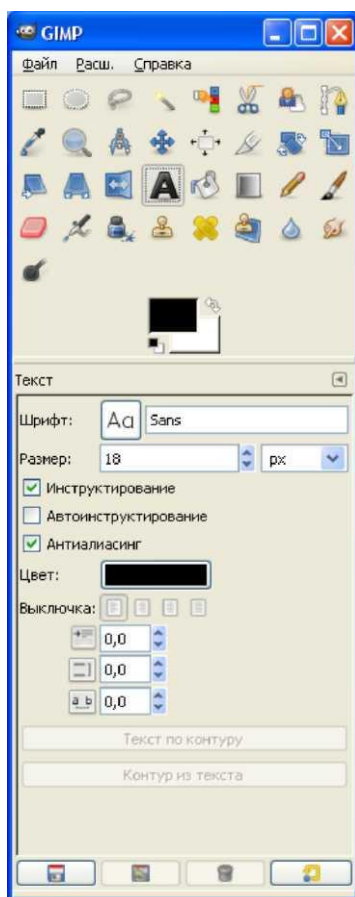 GIMP
Файл Расш. Справка
Текст
Шрифт: Aa Sans
Размер: 18 px
Инструктирование
Автоинструктирование
Антиалиасинг
Цвет:
Выключка:
0,0
0,0
a b 0,0
Текст по контуру
Контур из текста